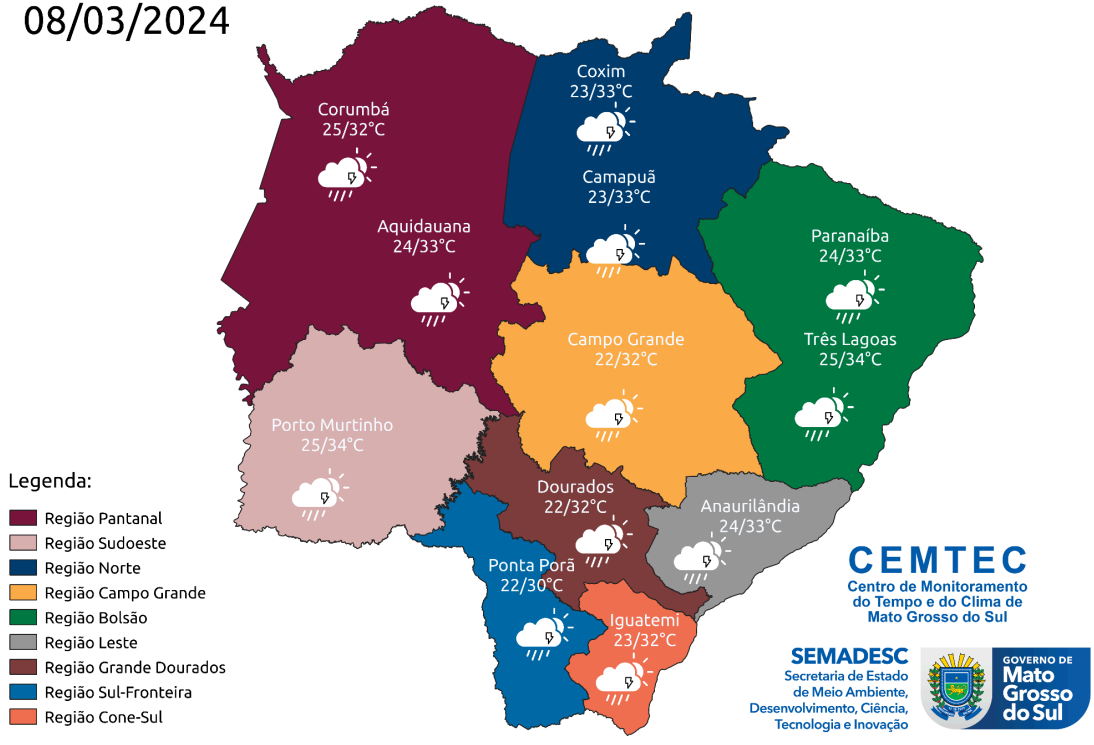 08/03/2024
Coxim
23/33°C
Corumbá
25/32°C
Camapuã
23/33°C
Aquidauana
24/33°C
Paranaíba
24/33°C
Campo Grande
22/32°C
Três Lagoas
25/34°C
Porto Murtinho
25/34°C
Dourados
22/32°C
Anaurilândia
24/33°C
Ponta Porã
22/30°C
Iguatemi
23/32°C
Legenda:
Região Pantanal
Região Sudoeste
Região Norte
Região Campo Grande
Região Bolsão
Região Leste
Região Grande Dourados
Região Sul-Fronteira
Região Cone-Sul
CEMTEC
Centro de Monitoramento
do Tempo e do Clima de
Mato Grosso do Sul
SEMADESC
Secretaria de Estado
de Meio Ambiente,
Desenvolvimento, Ciência,
Tecnologia e Inovação
GOVERNO DE
Mato
Grosso
do Sul